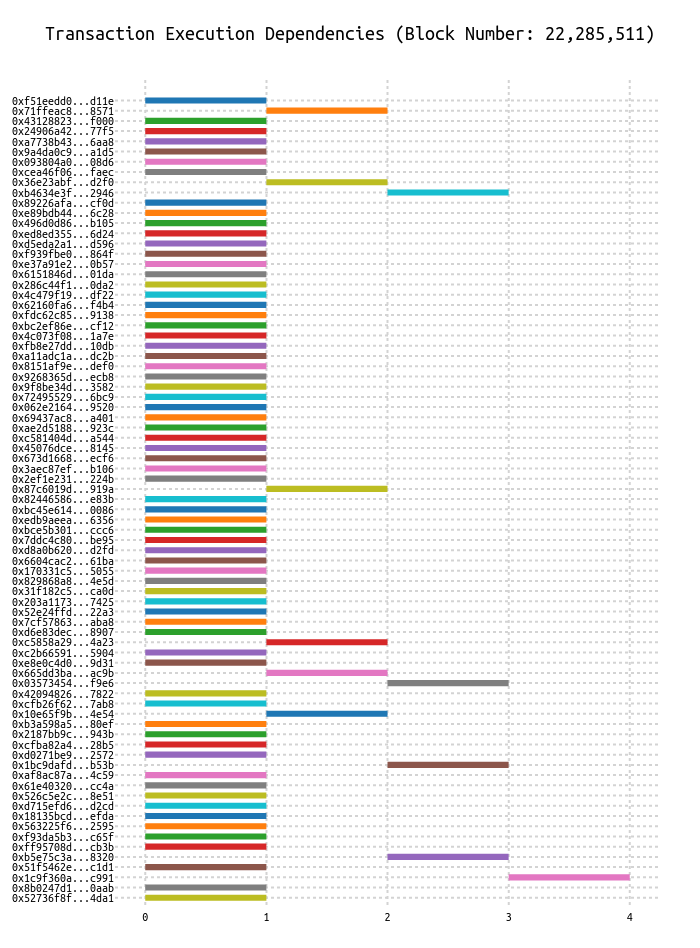 Transaction Execution Dependencies (Block Number: 22,285,511)
0xf51eedd0...d11e
0x71ffeac8...8571
0x43128823...f000
0x24906a42...77f5
0xa7738b43...6aa8
0x9a4da0c9...a1d5
0x093804a0...08d6
0xcea46f06...faec
0x36e23abf...d2f0
0xb4634e3f...2946
0x89226afa...cf0d
0xe89bdb44...6c28
0x496d0d86...b105
0xed8ed355...6d24
0xd5eda2a1...d596
0xf939fbe0...864f
0xe37a91e2...0b57
0x6151846d...01da
0x286c44f1...0da2
0x4c479f19...df22
0x62160fa6...f4b4
0xfdc62c85...9138
0xbc2ef86e...cf12
0x4c073f08...1a7e
0xfb8e27dd...10db
0xa11adc1a...dc2b
0x8151af9e...def0
0x9268365d...ecb8
0x9f8be34d...3582
0x72495529...6bc9
0x062e2164...9520
0x69437ac8...a401
0xae2d5188...923c
0xc581404d...a544
0x45076dce...8145
0x673d1668...ecf6
0x3aec87ef...b106
0x2ef1e231...224b
0x87c6019d...919a
0x82446586...e83b
0xbc45e614...0086
0xedb9aeea...6356
0xbce5b301...ccc6
0x7ddc4c80...be95
0xd8a0b620...d2fd
0x6604cac2...61ba
0x170331c5...5055
0x829868a8...4e5d
0x31f182c5...ca0d
0x203a1173...7425
0x52e24ffd...22a3
0x7cf57863...aba8
0xd6e83dec...8907
0xc5858a29...4a23
0xc2b66591...5904
0xe8e0c4d0...9d31
0x665dd3ba...ac9b
0x03573454...f9e6
0x42094826...7822
0xcfb26f62...7ab8
0x10e65f9b...4e54
0xb3a598a5...80ef
0x2187bb9c...943b
0xcfba82a4...28b5
0xd0271be9...2572
0x1bc9dafd...b53b
0xaf8ac87a...4c59
0x61e40320...cc4a
0x526c5e2c...8e51
0xd715efd6...d2cd
0x18135bcd...efda
0x563225f6...2595
0xf93da5b3...c65f
0xff95708d...cb3b
0xb5e75c3a...8320
0x51f5462e...c1d1
0x1c9f360a...c991
0x8b0247d1...0aab
0x52736f8f...4da1
0 1 2 3 4